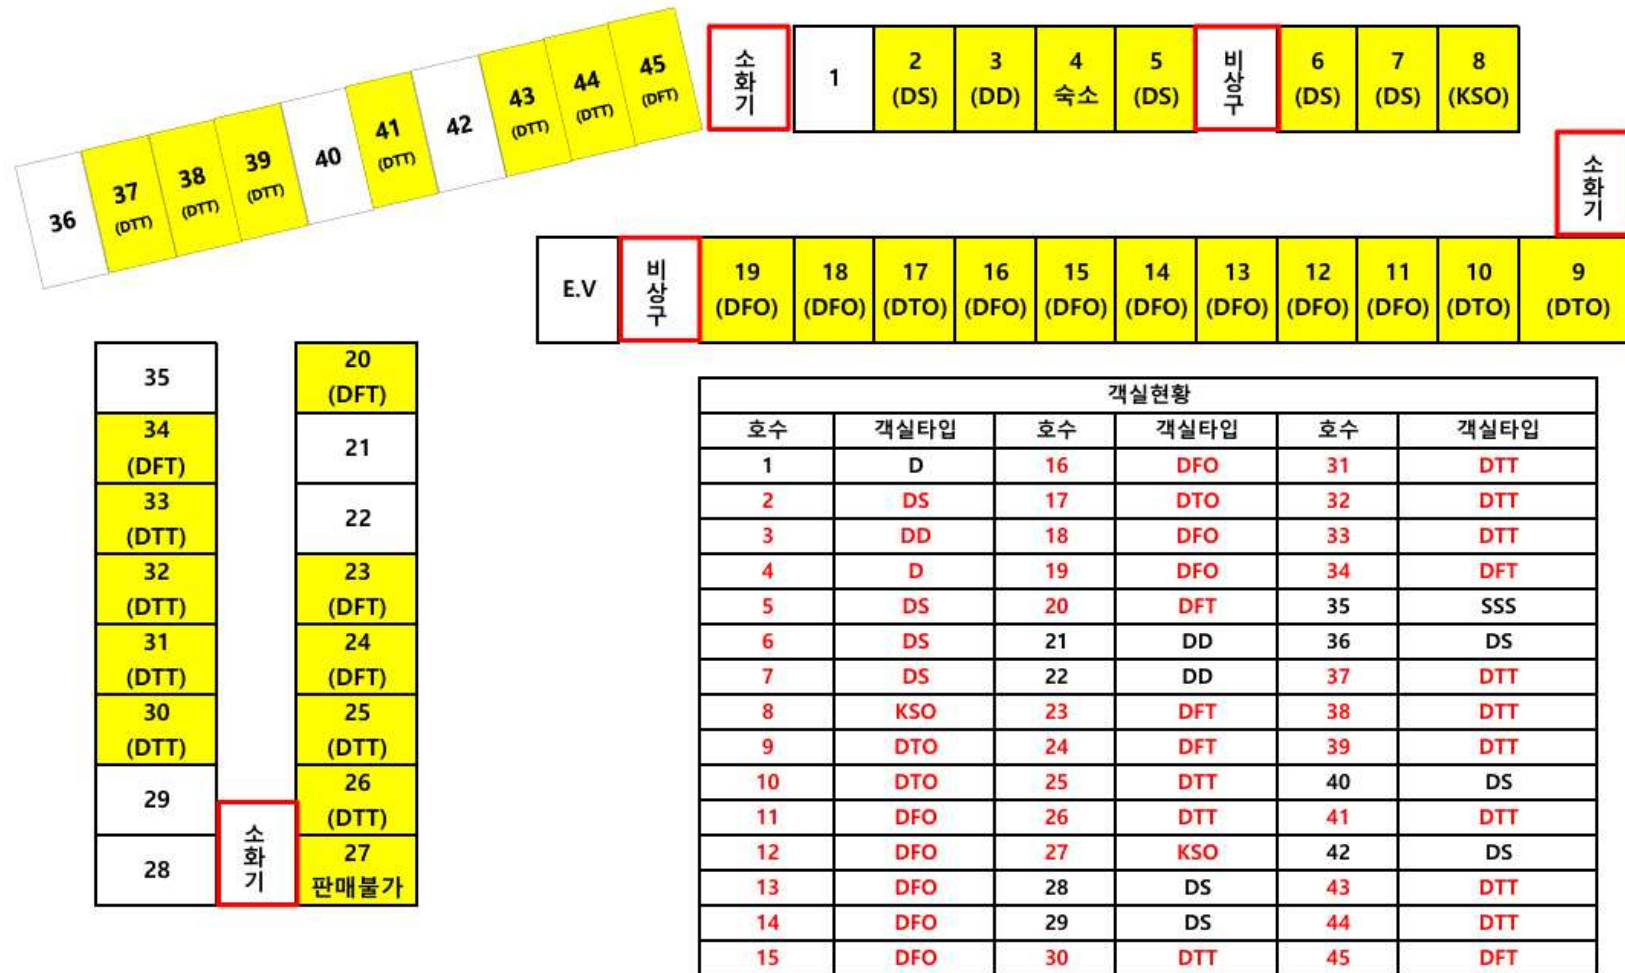 36
37
(DTT)
38
(DTT)
39
(DTT)
40
41
(DTT)
42
43
(DTT)
44
(DTT)
45
(DFT)
소화기
1
2
(DS)
3
(DD)
4
숙소
5
(DS)
비상구
6
(DS)
7
(DS)
8
(KSO)
소화기
E.V
비상구
19
(DFO)
18
(DFO)
17
(DTO)
16
(DFO)
15
(DFO)
14
(DFO)
13
(DFO)
12
(DFO)
11
(DFO)
10
(DTO)
9
(DTO)
35
34
(DFT)
33
(DTT)
32
(DTT)
31
(DTT)
30
(DTT)
29
28
소화기
20
(DFT)
21
22
23
(DFT)
24
(DFT)
25
(DTT)
26
(DTT)
27
판매불가
객실현황
호수 객실타입 호수 객실타입 호수 객실타입
1 D 16 DFO 31 DTT
2 DS 17 DTO 32 DTT
3 DD 18 DFO 33 DTT
4 D 19 DFO 34 DFT
5 DS 20 DFT 35 SSS
6 DS 21 DD 36 DS
7 DS 22 DD 37 DTT
8 KSO 23 DFT 38 DTT
9 DTO 24 DFT 39 DTT
10 DTO 25 DTT 40 DS
11 DFO 26 DTT 41 DTT
12 DFO 27 KSO 42 DS
13 DFO 28 DS 43 DTT
14 DFO 29 DS 44 DTT
15 DFO 30 DTT 45 DFT